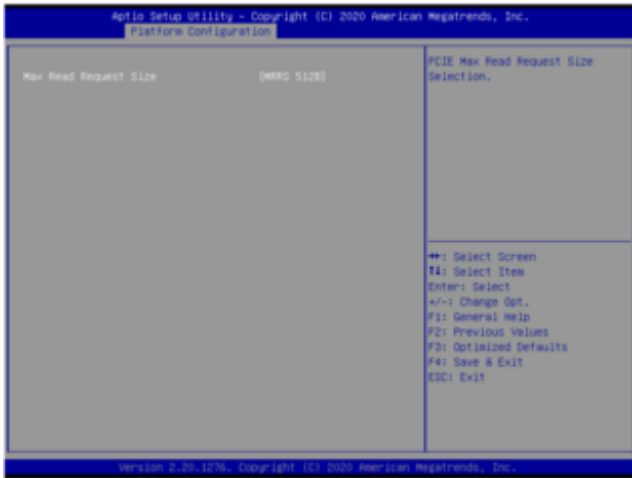 Aptio Setup Utility - Copyright (C) 2020 American Megatrends, Inc.
Platform Configuration
Max Read Request Size [MRRS 512B]
PCIE Max Read Request Size
Selection.
→←: Select Screen
↑↓: Select Item
Enter: Select
+/-: Change Opt.
F1: General Help
F2: Previous Values
F3: Optimized Defaults
F4: Save & Exit
ESC: Exit
Version 2.20.1276. Copyright (C) 2020 American Megatrends, Inc.